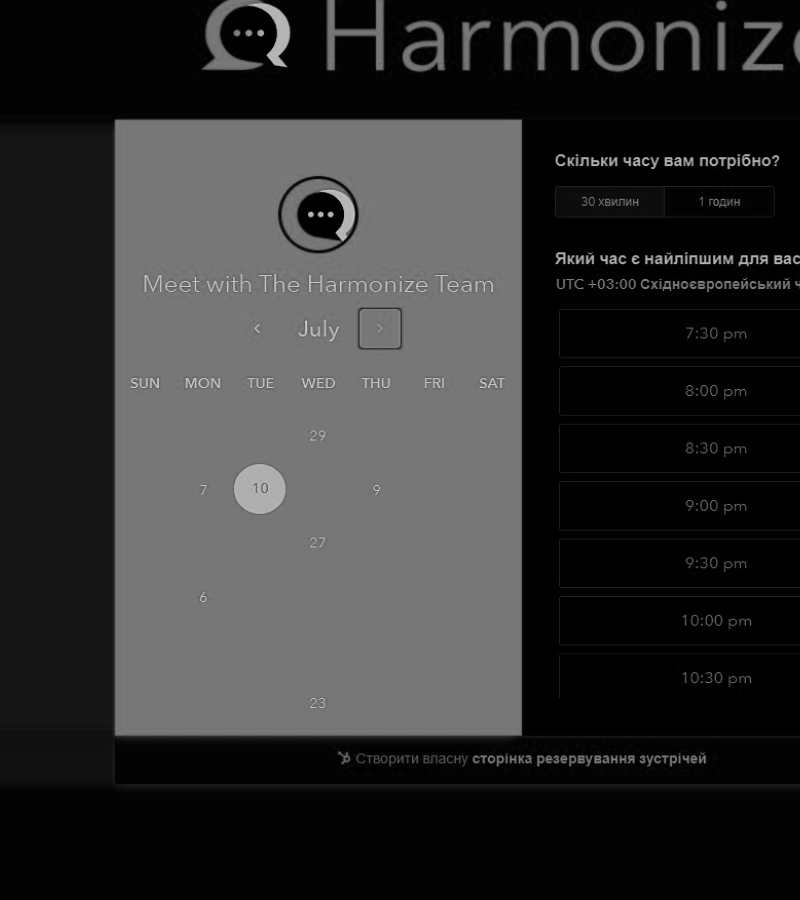 Harmonize
Meet with The Harmonize Team
July
SUN MON TUE WED THU FRI SAT
29
7 10 9
27
6
23
Скільки часу вам потрібно?
30 хвилин 1 годин
Який час є найліпшим для вас
UTC +03:00 Східноєвропейський ч
7:30 pm
8:00 pm
8:30 pm
9:00 pm
9:30 pm
10:00 pm
10:30 pm
Створити власну сторінка резервування зустрічей